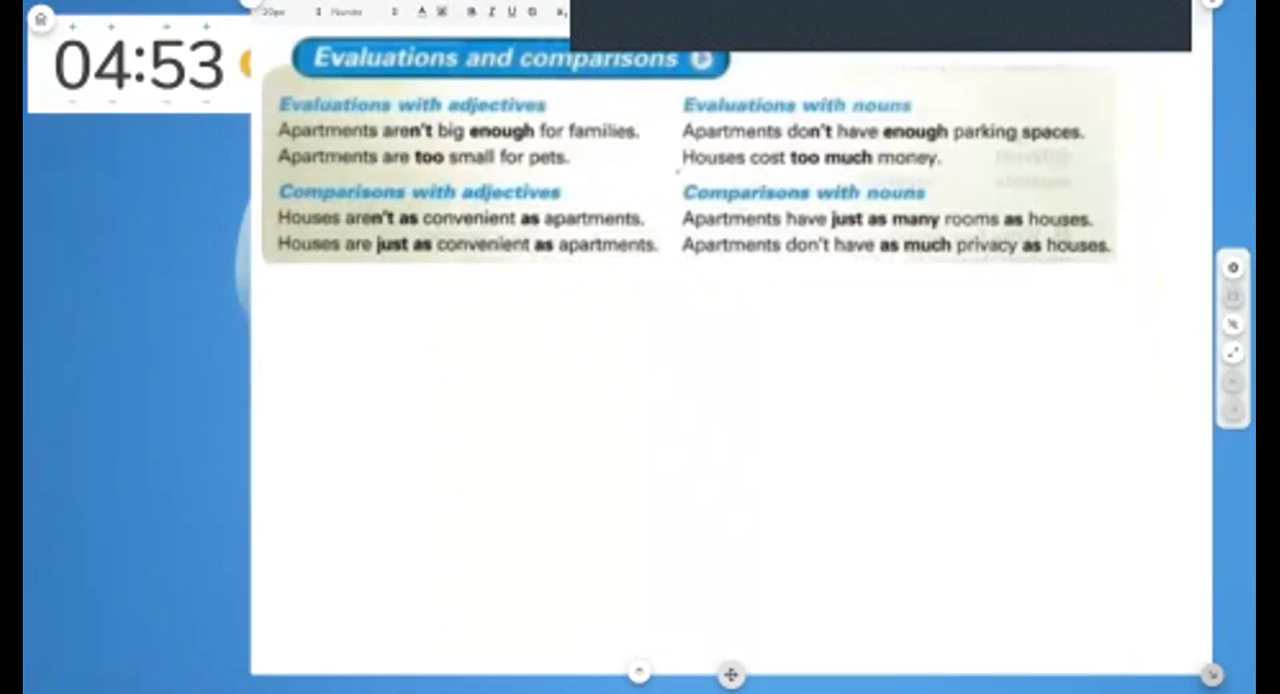 04:53
20px Nunito A B I U
Evaluations and comparisons
Evaluations with adjectives
Apartments aren't big enough for families.
Apartments are too small for pets.
Comparisons with adjectives
Houses aren't as convenient as apartments.
Houses are just as convenient as apartments.
Evaluations with nouns
Apartments don't have enough parking spaces.
Houses cost too much money.
Comparisons with nouns
Apartments have just as many rooms as houses.
Apartments don't have as much privacy as houses.